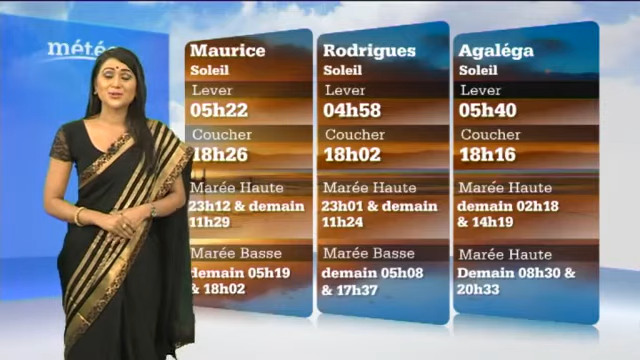 météo
Maurice
Soleil
Lever
05h22
Coucher
18h26
Marée Haute
23h12 & demain
11h29
Marée Basse
demain 05h19
& 18h02
Rodrigues
Soleil
Lever
04h58
Coucher
18h02
Marée Haute
23h01 & demain
11h24
Marée Basse
demain 05h08
& 17h37
Agaléga
Soleil
Lever
05h40
Coucher
18h16
Marée Haute
demain 02h18
& 14h19
Marée Haute
Demain 08h30 &
20h33